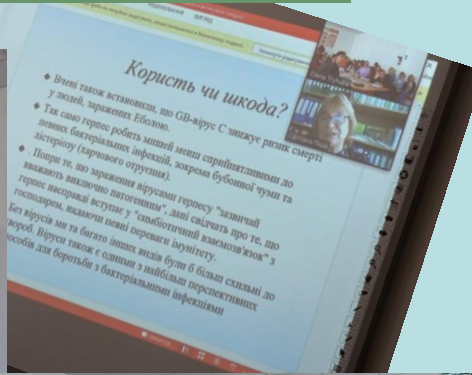 Користь чи шкода?
Вчені також встановили, що GB-вірус С знижує ризик смерті
у людей, заражених Еболою.
Так само герпес робить мишей менш сприйнятливими до
певних бактеріальних інфекцій, зокрема бубонної чуми та
лістеріозу (харчового отруєння).
. Попри те, що зараження вірусами герпесу "зазвичай
вважають виключно патогенним", дані свідчать про те, що
герпес насправді вступає у "симбіотичний взаємозв'язок" з
господарем, надаючи певні переваги імунітету.
Без вірусів ми та багато інших видів були б більш схильні до
хвороб. Віруси також є одними з найбільш перспективних
способів для боротьби з бактеріальними інфекціями